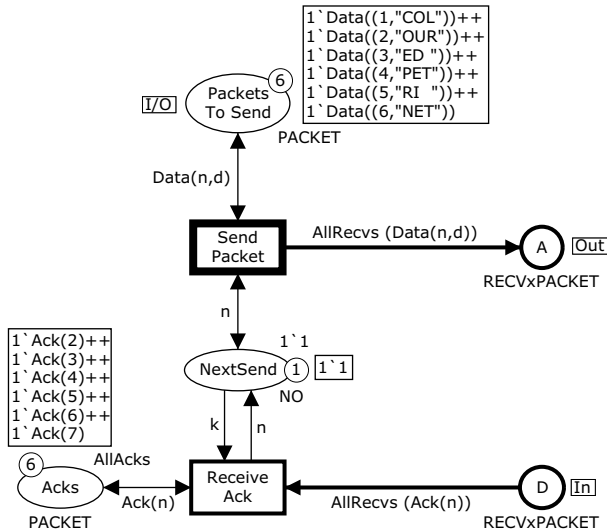 1`Data((1,"COL"))++
1`Data((2,"OUR"))++
1`Data((3,"ED "))++
1`Data((4,"PET"))++
1`Data((5,"RI  "))++
1`Data((6,"NET"))
6
Packets
To Send
I/O
PACKET
Data(n,d)
Send
Packet
AllRecvs (Data(n,d))
A
Out
RECVxPACKET
n
1`1
NextSend
1
1`1
NO
1`Ack(2)++
1`Ack(3)++
1`Ack(4)++
1`Ack(5)++
1`Ack(6)++
1`Ack(7)
k
n
6
AllAcks
Acks
Ack(n)
PACKET
Receive
Ack
AllRecvs (Ack(n))
D
In
RECVxPACKET